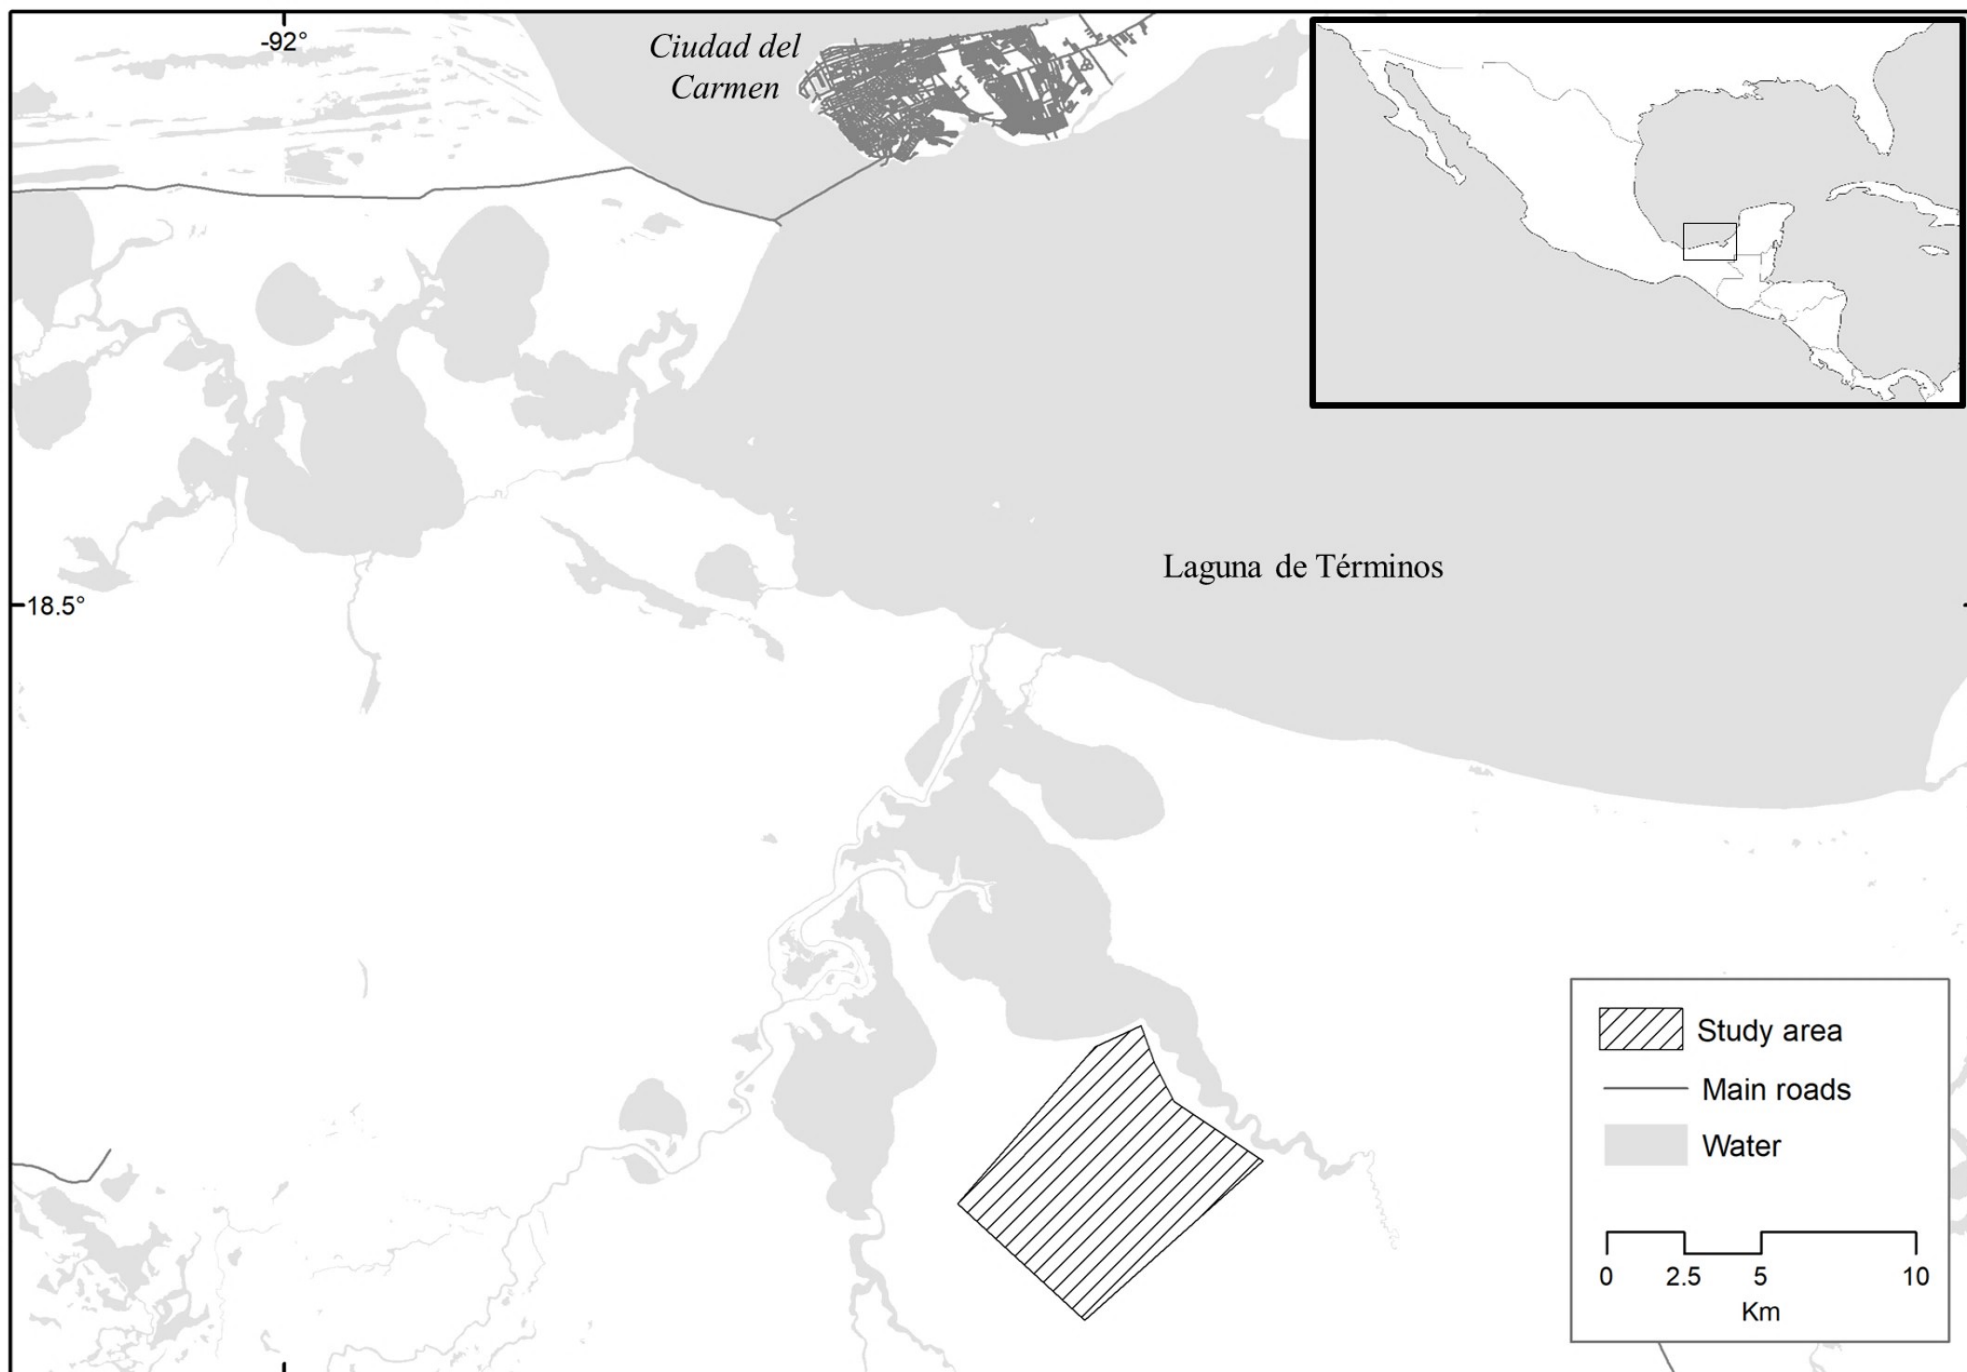 -92°
Ciudad del
Carmen
Laguna de Términos
18.5°
Study area
Main roads
Water
0 2.5 5 10
Km